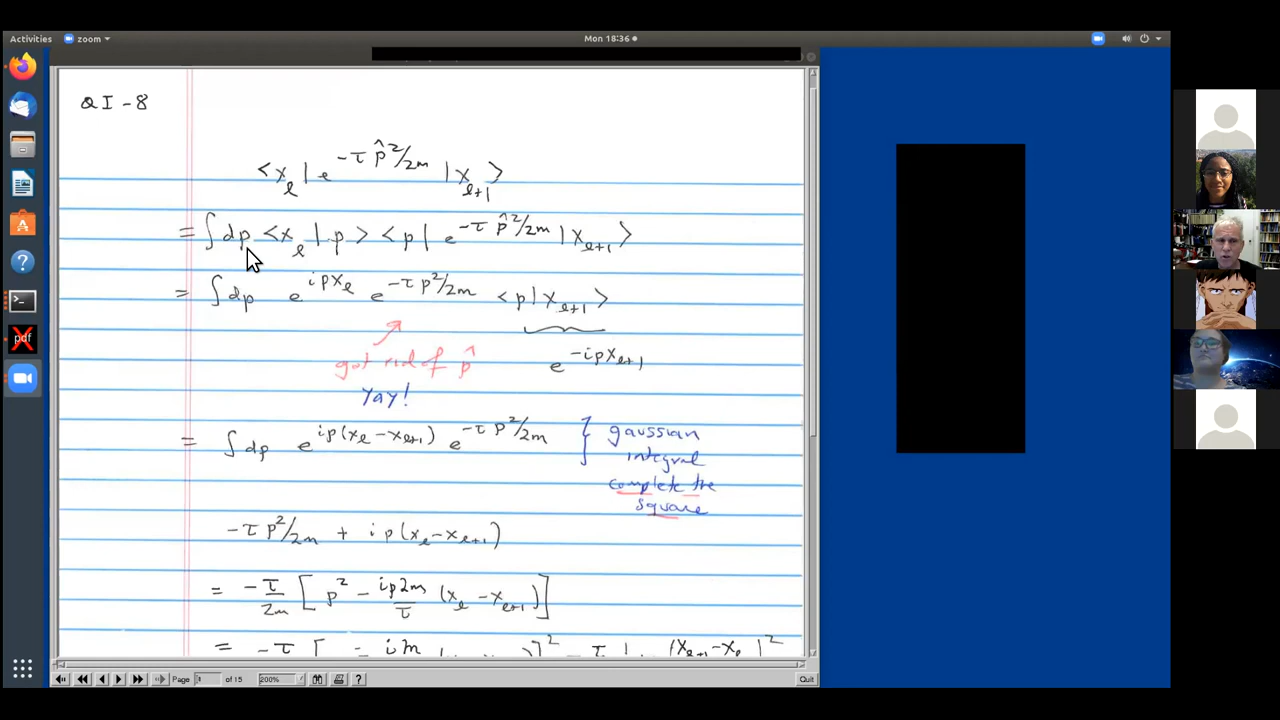 Activities zoom Mon 18:36
QI-8
<x_ℓ| e^{-τ p̂²/2m} |x_{ℓ+1}>
= ∫dp <x_ℓ|p> <p| e^{-τ p̂²/2m} |x_{ℓ+1}>
= ∫dp e^{ipx_ℓ} e^{-τ p²/2m} <p|x_{ℓ+1}>
got rid of p̂
e^{-ipx_{ℓ+1}}
Yay!
= ∫dp e^{ip(x_ℓ-x_{ℓ+1})} e^{-τ p²/2m} { gaussian
integral
complete the
square
-τ p²/2m + ip(x_ℓ-x_{ℓ+1})
= -τ/2m [ p² - ip2m/τ (x_ℓ-x_{ℓ+1}) ]
pdf
Page of 15 200% ? Quit